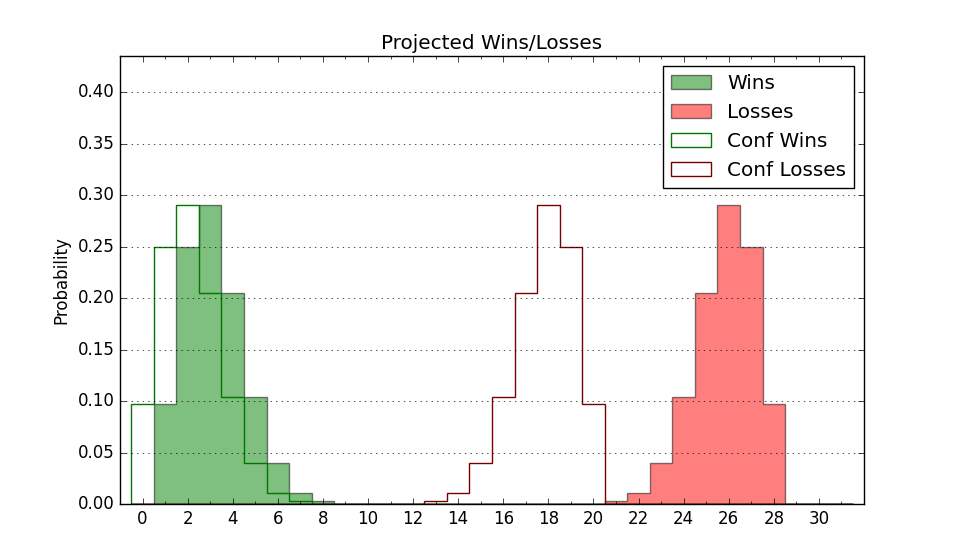 Projected Wins/Losses
Probability
0.40
0.35
0.30
0.25
0.20
0.15
0.10
0.05
0.00
0 2 4 6 8 10 12 14 16 18 20 22 24 26 28 30
Wins
Losses
Conf Wins
Conf Losses